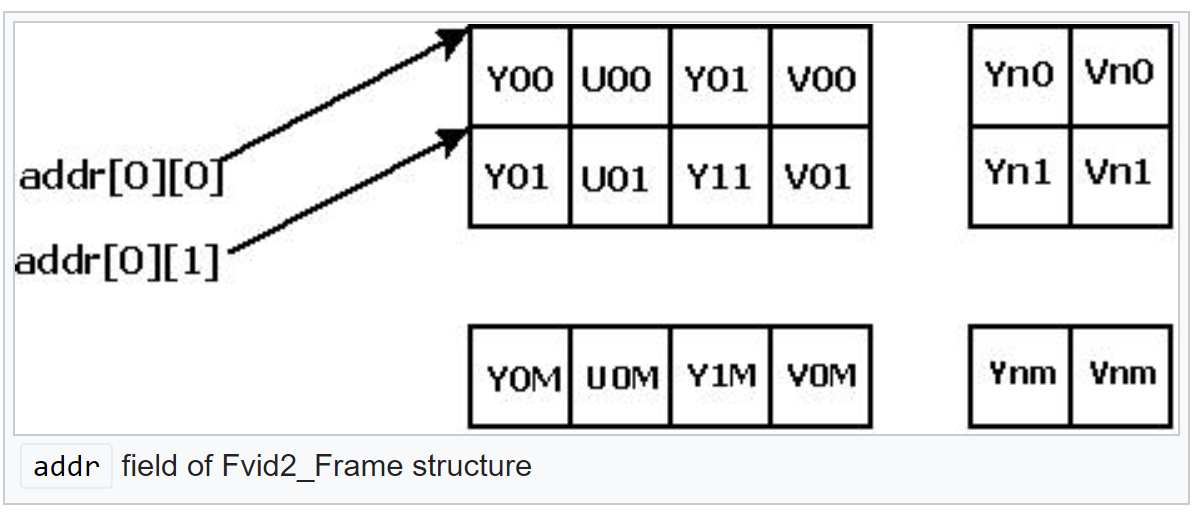 Y00 U00 Y01 V00 Yn0 Vn0
addr[0][0]
Y01 U01 Y11 V01 Yn1 Vn1
addr[0][1]
Y0M U0M Y1M V0M Ynm Vnm
addr field of Fvid2_Frame structure